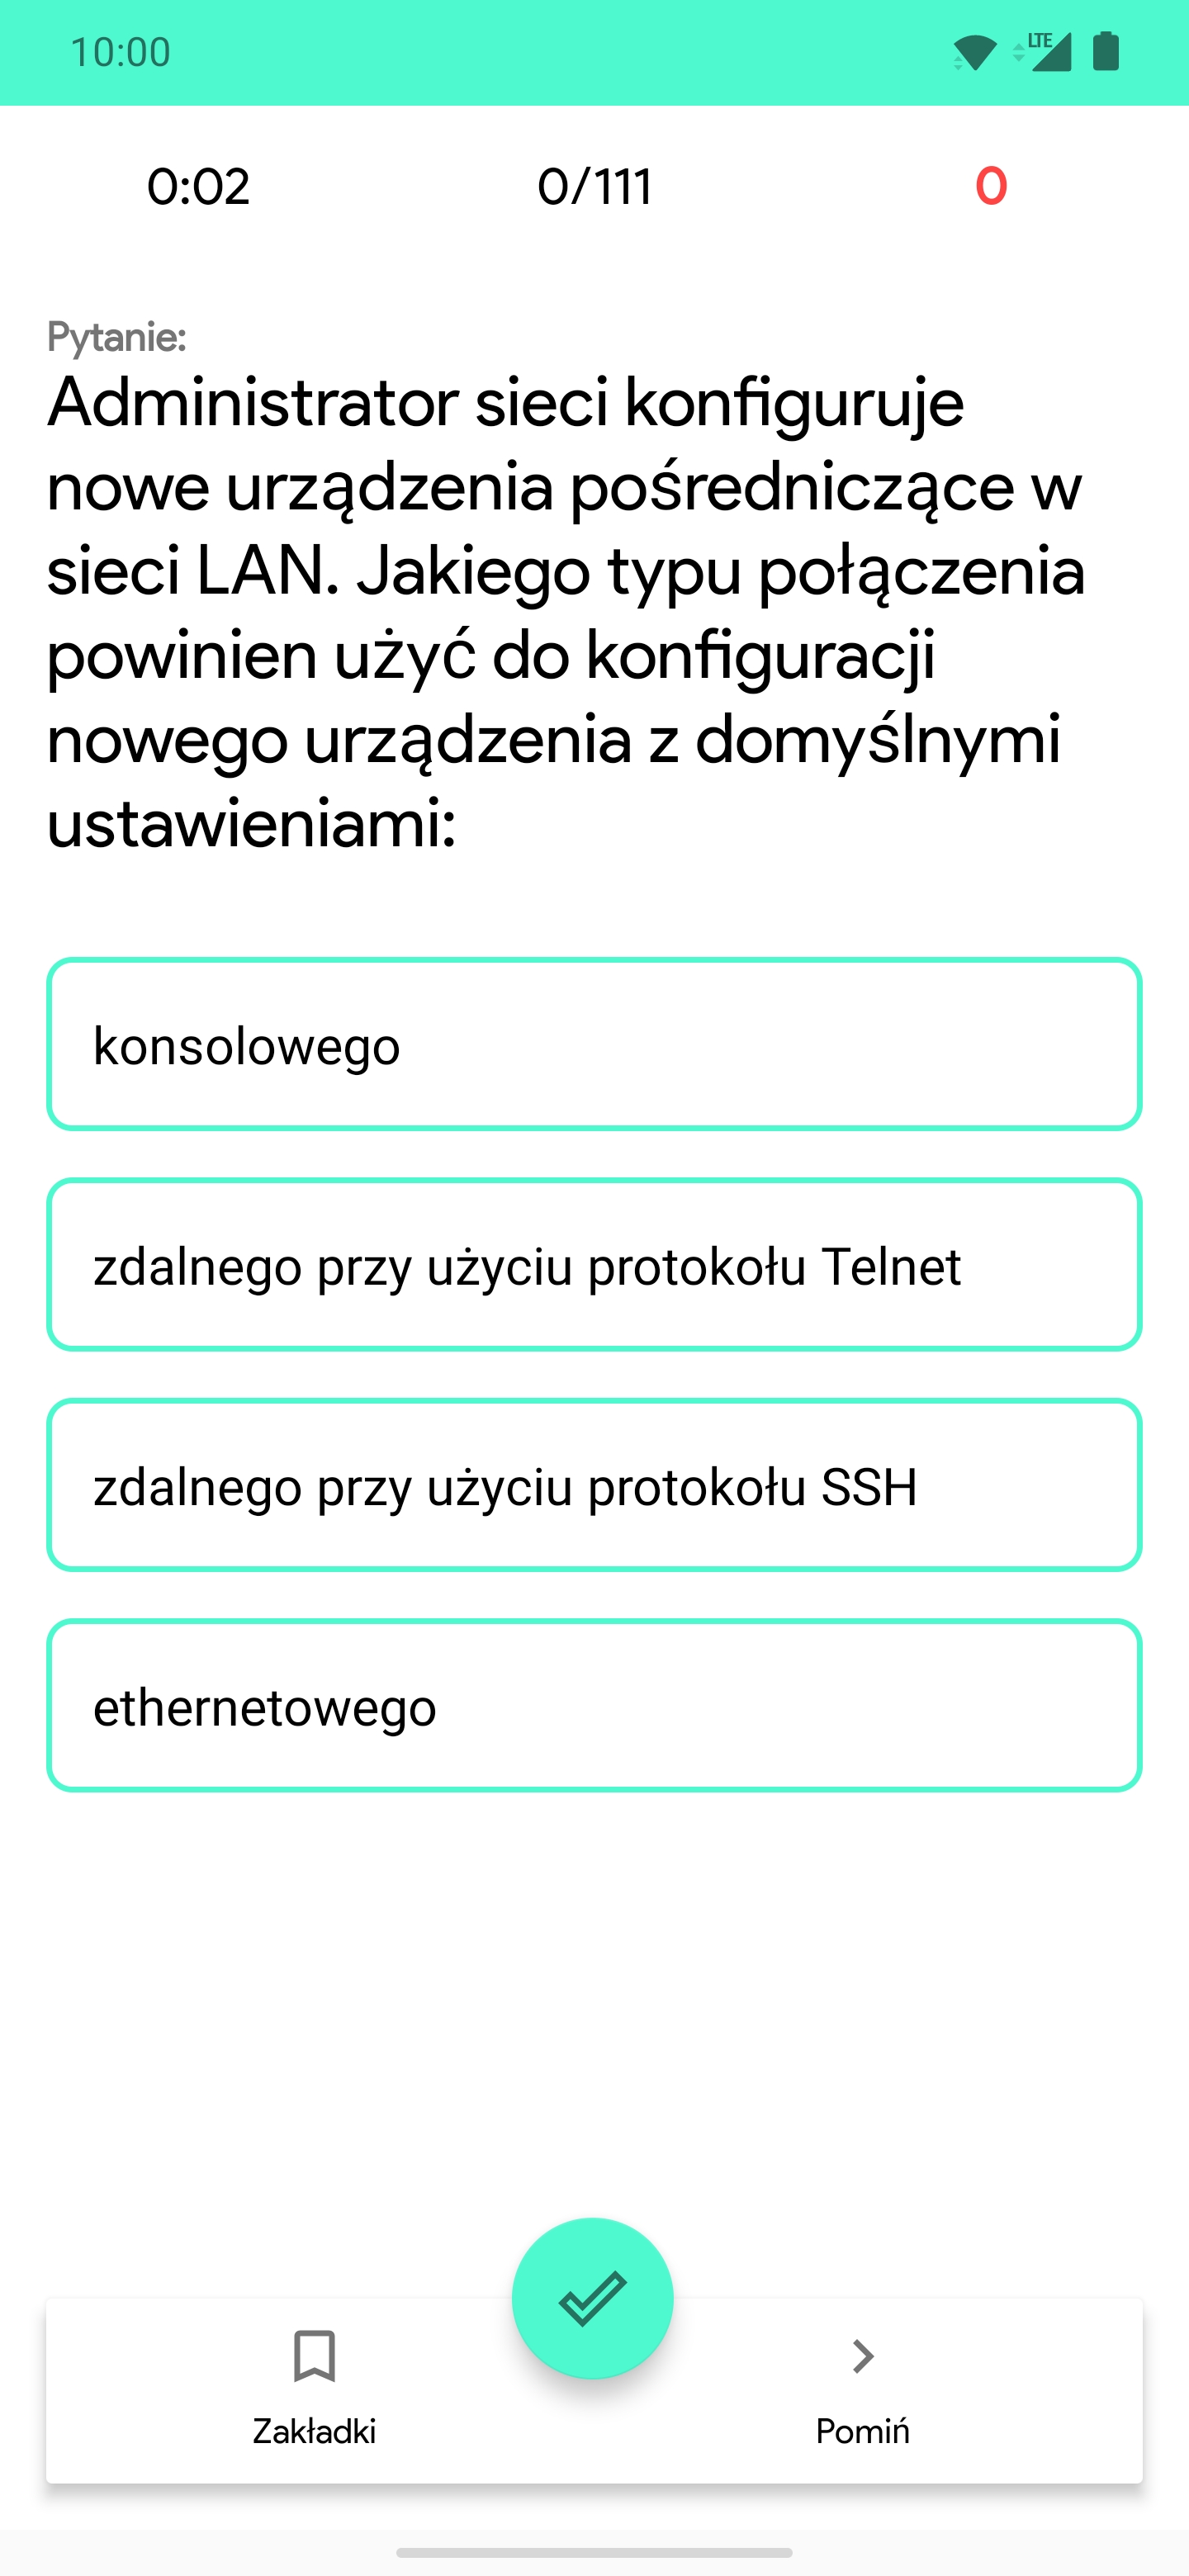 10:00
LTE
0:02
0/111
0
Pytanie:
Administrator sieci konfiguruje
nowe urządzenia pośredniczące w
sieci LAN. Jakiego typu połączenia
powinien użyć do konfiguracji
nowego urządzenia z domyślnymi
ustawieniami:
konsolowego
zdalnego przy użyciu protokołu Telnet
zdalnego przy użyciu protokołu SSH
ethernetowego
Zakładki
Pomiń